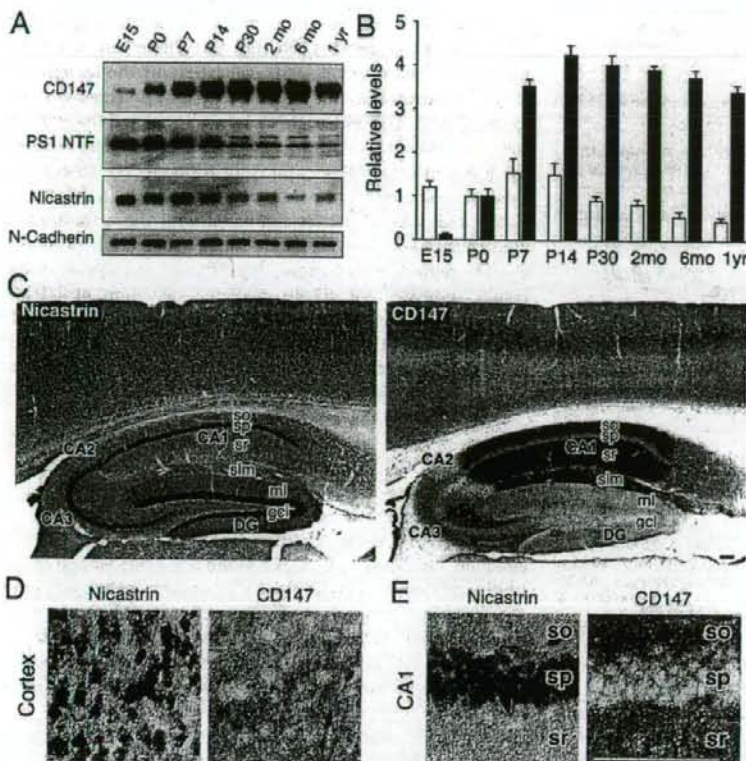 A
E15 P0 P7 P14 P30 2 mo 6 mo 1 yr
CD147
PS1 NTF
Nicastrin
N-Cadherin
B
Relative levels
5
4
3
2
1
0
E15 P0 P7 P14 P30 2mo 6mo 1yr
C
Nicastrin
so
sp
CA1
sr
slm
ml
gcl
DG
CA2
CA3
CD147
so
sp
CA1
sr
slm
ml
gcl
DG
CA2
CA3
D
Nicastrin CD147
Cortex
E
Nicastrin CD147
CA1
so so
sp sp
sr sr